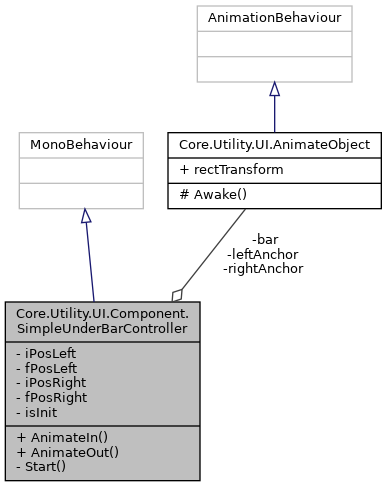 AnimationBehaviour
MonoBehaviour
Core.Utility.UI.AnimateObject
+ rectTransform
# Awake()
-bar
-leftAnchor
-rightAnchor
Core.Utility.UI.Component.
SimpleUnderBarController
- iPosLeft
- fPosLeft
- iPosRight
- fPosRight
- isInit
+ AnimateIn()
+ AnimateOut()
- Start()